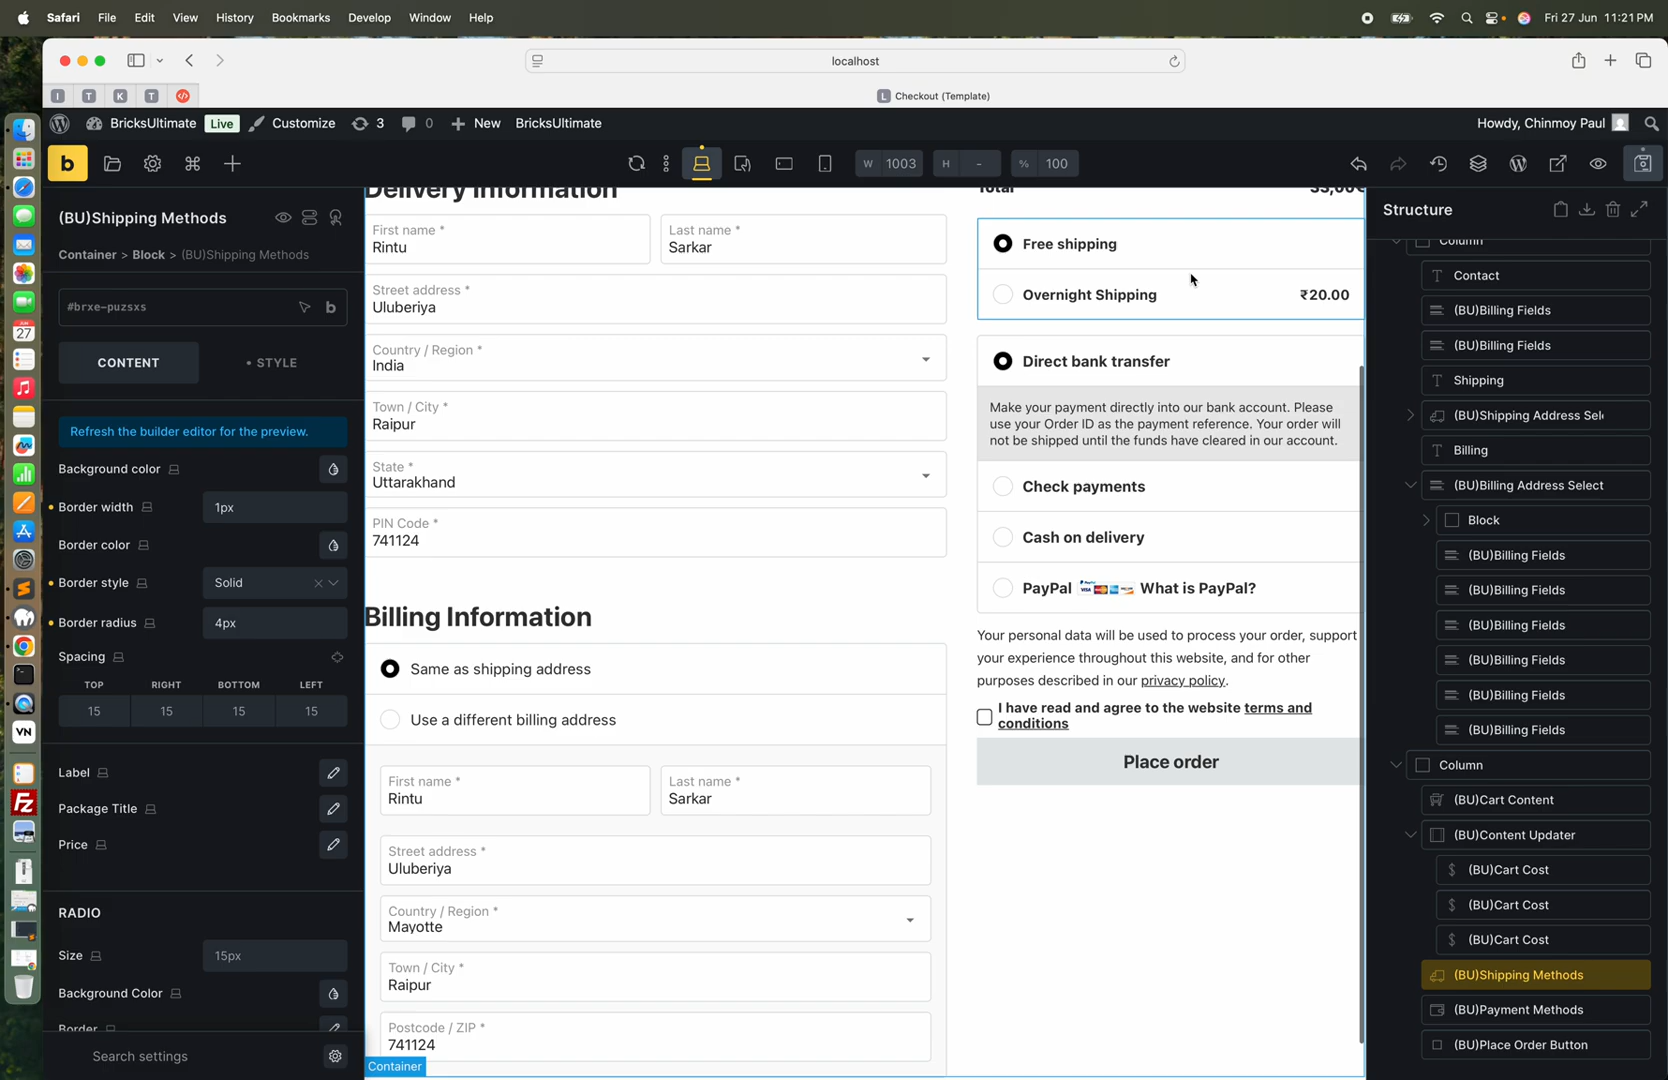 Safari File Edit View History Bookmarks Develop Window Help Fri 27 Jun 11:21 PM
localhost
I T K T L Checkout (Template)
BricksUltimate Live Customize 3 0 New BricksUltimate Howdy, Chinmoy Paul
b W 1003 H - % 100
(BU)Shipping Methods
Container > Block > (BU)Shipping Methods
#brxe-puzsxs b
CONTENT STYLE
Refresh the builder editor for the preview.
Background color
Border width 1px
Border color
Border style Solid
Border radius 4px
Spacing
TOP RIGHT BOTTOM LEFT
15 15 15 15
Label
Package Title
Price
RADIO
Size 15px
Background Color
Border
Search settings
Delivery Information
First name *
Rintu
Last name *
Sarkar
Street address *
Uluberiya
Country / Region *
India
Town / City *
Raipur
State *
Uttarakhand
PIN Code *
741124
Billing Information
Same as shipping address
Use a different billing address
First name *
Rintu
Last name *
Sarkar
Street address *
Uluberiya
Country / Region *
Mayotte
Town / City *
Raipur
Postcode / ZIP *
741124
Container
Total
Free shipping
Overnight Shipping ₹20.00
Direct bank transfer
Make your payment directly into our bank account. Please
use your Order ID as the payment reference. Your order will
not be shipped until the funds have cleared in our account.
Check payments
Cash on delivery
PayPal What is PayPal?
Your personal data will be used to process your order, support
your experience throughout this website, and for other
purposes described in our privacy policy.
I have read and agree to the website terms and
conditions
Place order
Structure
Column
Contact
(BU)Billing Fields
(BU)Billing Fields
Shipping
(BU)Shipping Address Sel
Billing
(BU)Billing Address Select
Block
(BU)Billing Fields
(BU)Billing Fields
(BU)Billing Fields
(BU)Billing Fields
(BU)Billing Fields
(BU)Billing Fields
Column
(BU)Cart Content
(BU)Content Updater
(BU)Cart Cost
(BU)Cart Cost
(BU)Cart Cost
(BU)Shipping Methods
(BU)Payment Methods
(BU)Place Order Button
JUN
27
VN
FZ